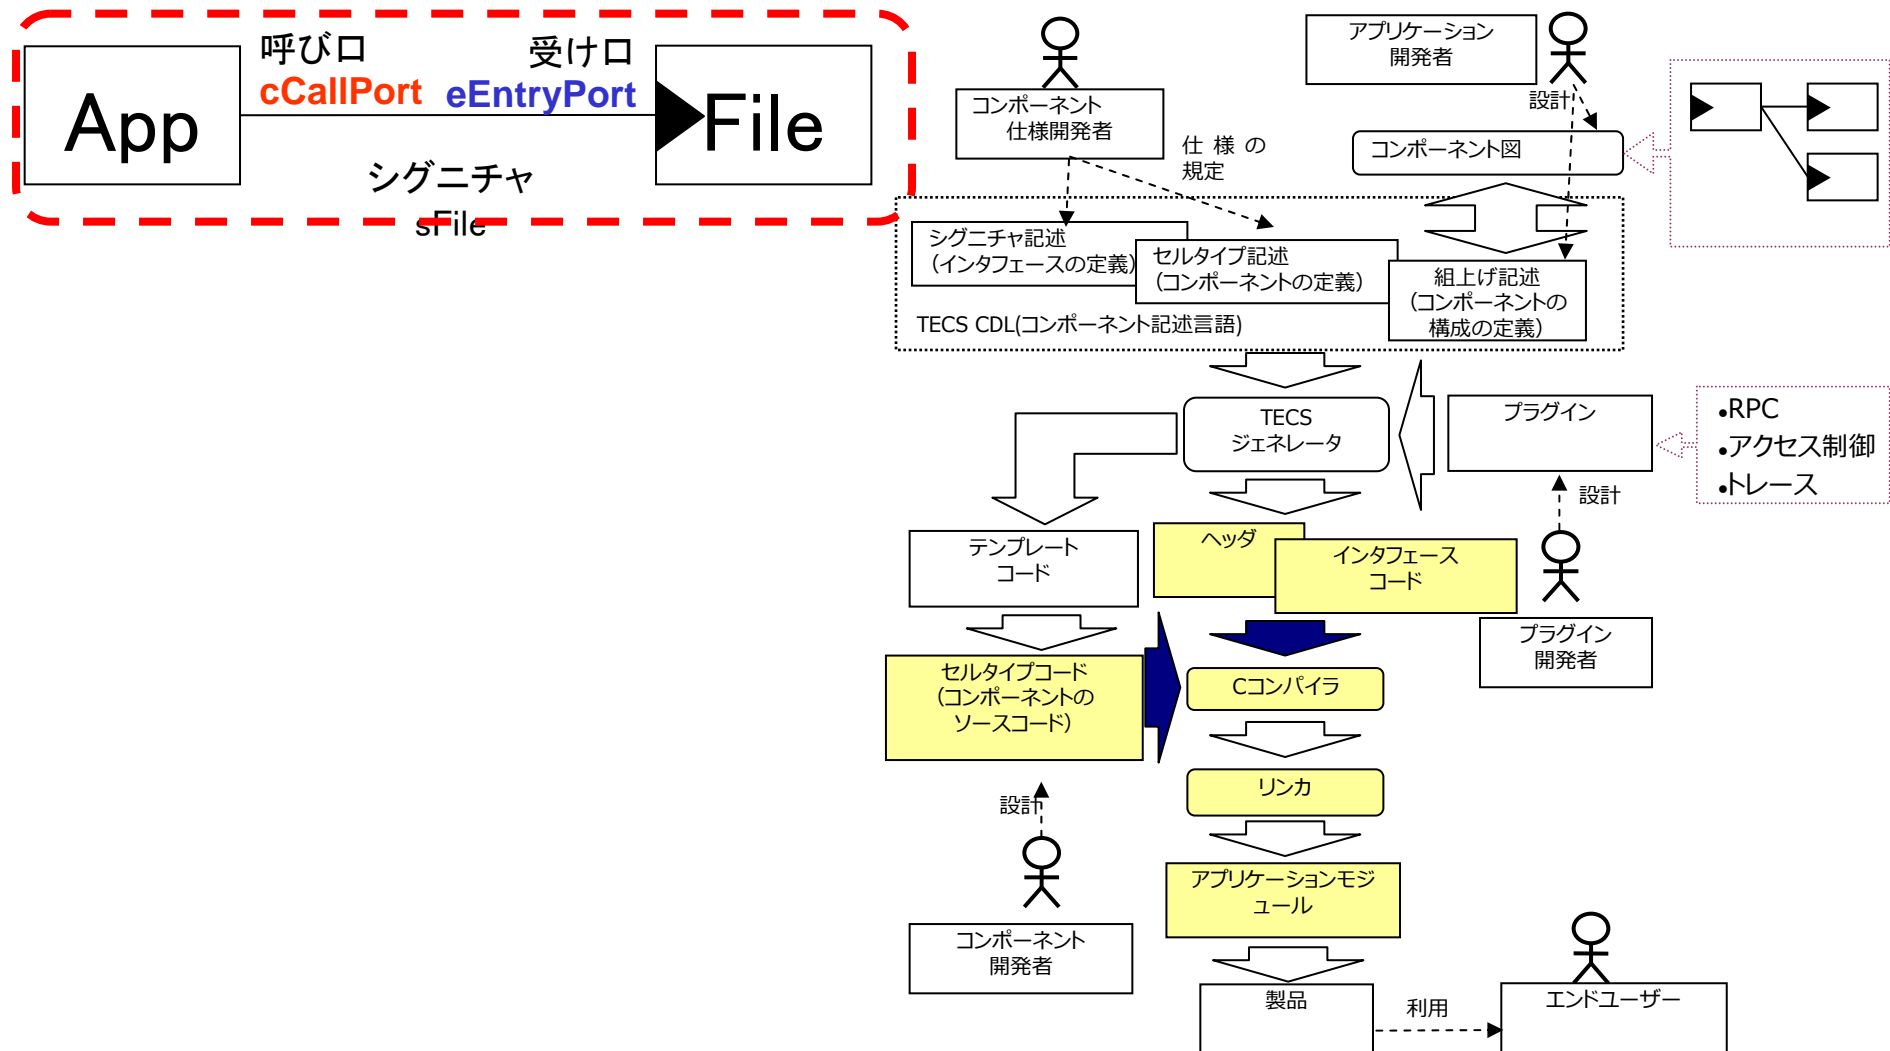 呼び口
受け口
cCallPort
eEntryPort
App
File
シグニチャ
sFile
コンポーネント
仕様開発者
アプリケーション
開発者
設計
仕 様 の
規定
コンポーネント図
シグニチャ記述
（インタフェースの定義）
セルタイプ記述
（コンポーネントの定義）
組上げ記述
（コンポーネントの
構成の定義）
TECS CDL(コンポーネント記述言語)
TECS
ジェネレータ
プラグイン
•RPC
•アクセス制御
•トレース
設計
テンプレート
コード
ヘッダ
インタフェース
コード
プラグイン
開発者
セルタイプコード
（コンポーネントの
ソースコード）
Cコンパイラ
リンカ
設計
アプリケーションモジ
ュール
コンポーネント
開発者
製品
利用
エンドユーザー